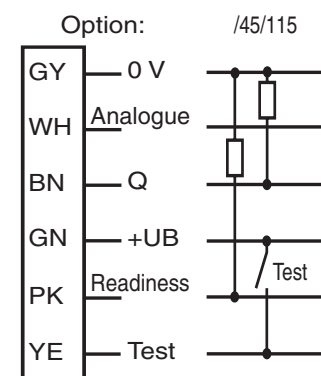 Option: /45/115
GY 0 V
WH Analogue
BN Q
GN +UB
Test
PK Readiness
YE Test